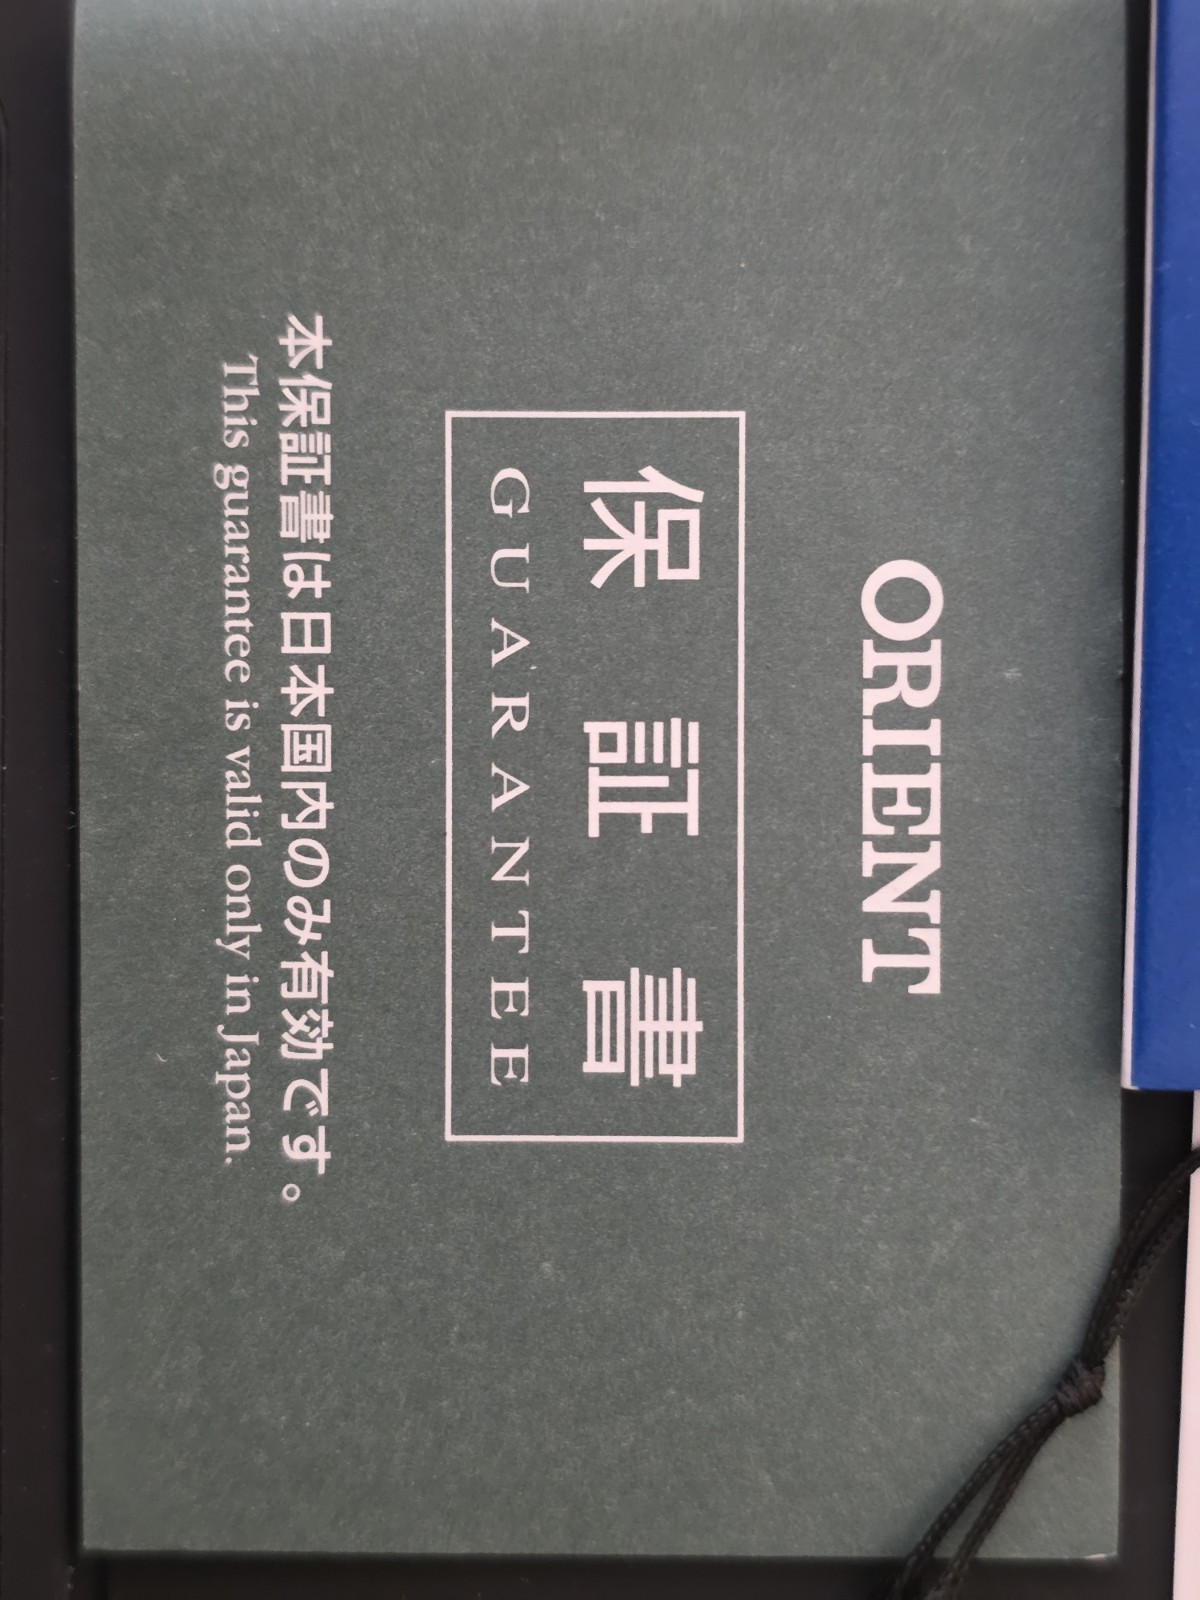 ORIENT
保証書
GUARANTEE
本保証書は日本国内のみ有効です。
This guarantee is valid only in Japan.